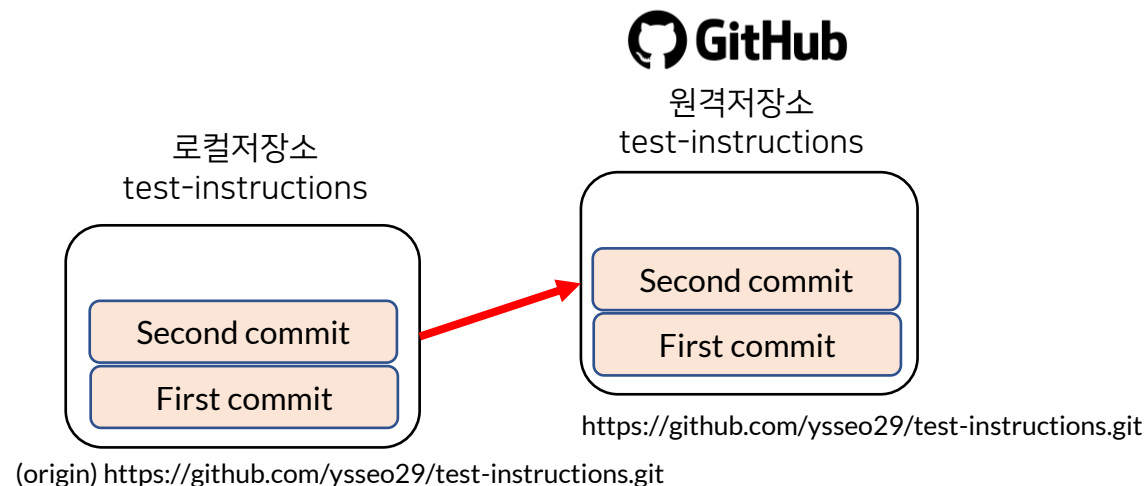 GitHub
원격저장소
test-instructions
로컬저장소
test-instructions
Second commit
First commit
Second commit
First commit
https://github.com/ysseo29/test-instructions.git
(origin) https://github.com/ysseo29/test-instructions.git